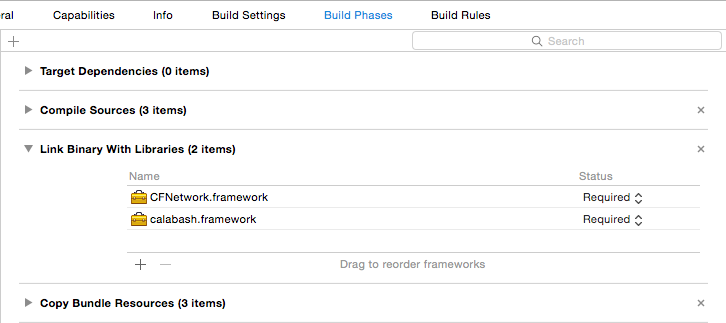 ral Capabilities Info Build Settings Build Phases Build Rules
Search
Target Dependencies (0 items)
Compile Sources (3 items)
Link Binary With Libraries (2 items)
Name Status
CFNetwork.framework Required
calabash.framework Required
Drag to reorder frameworks
Copy Bundle Resources (3 items)